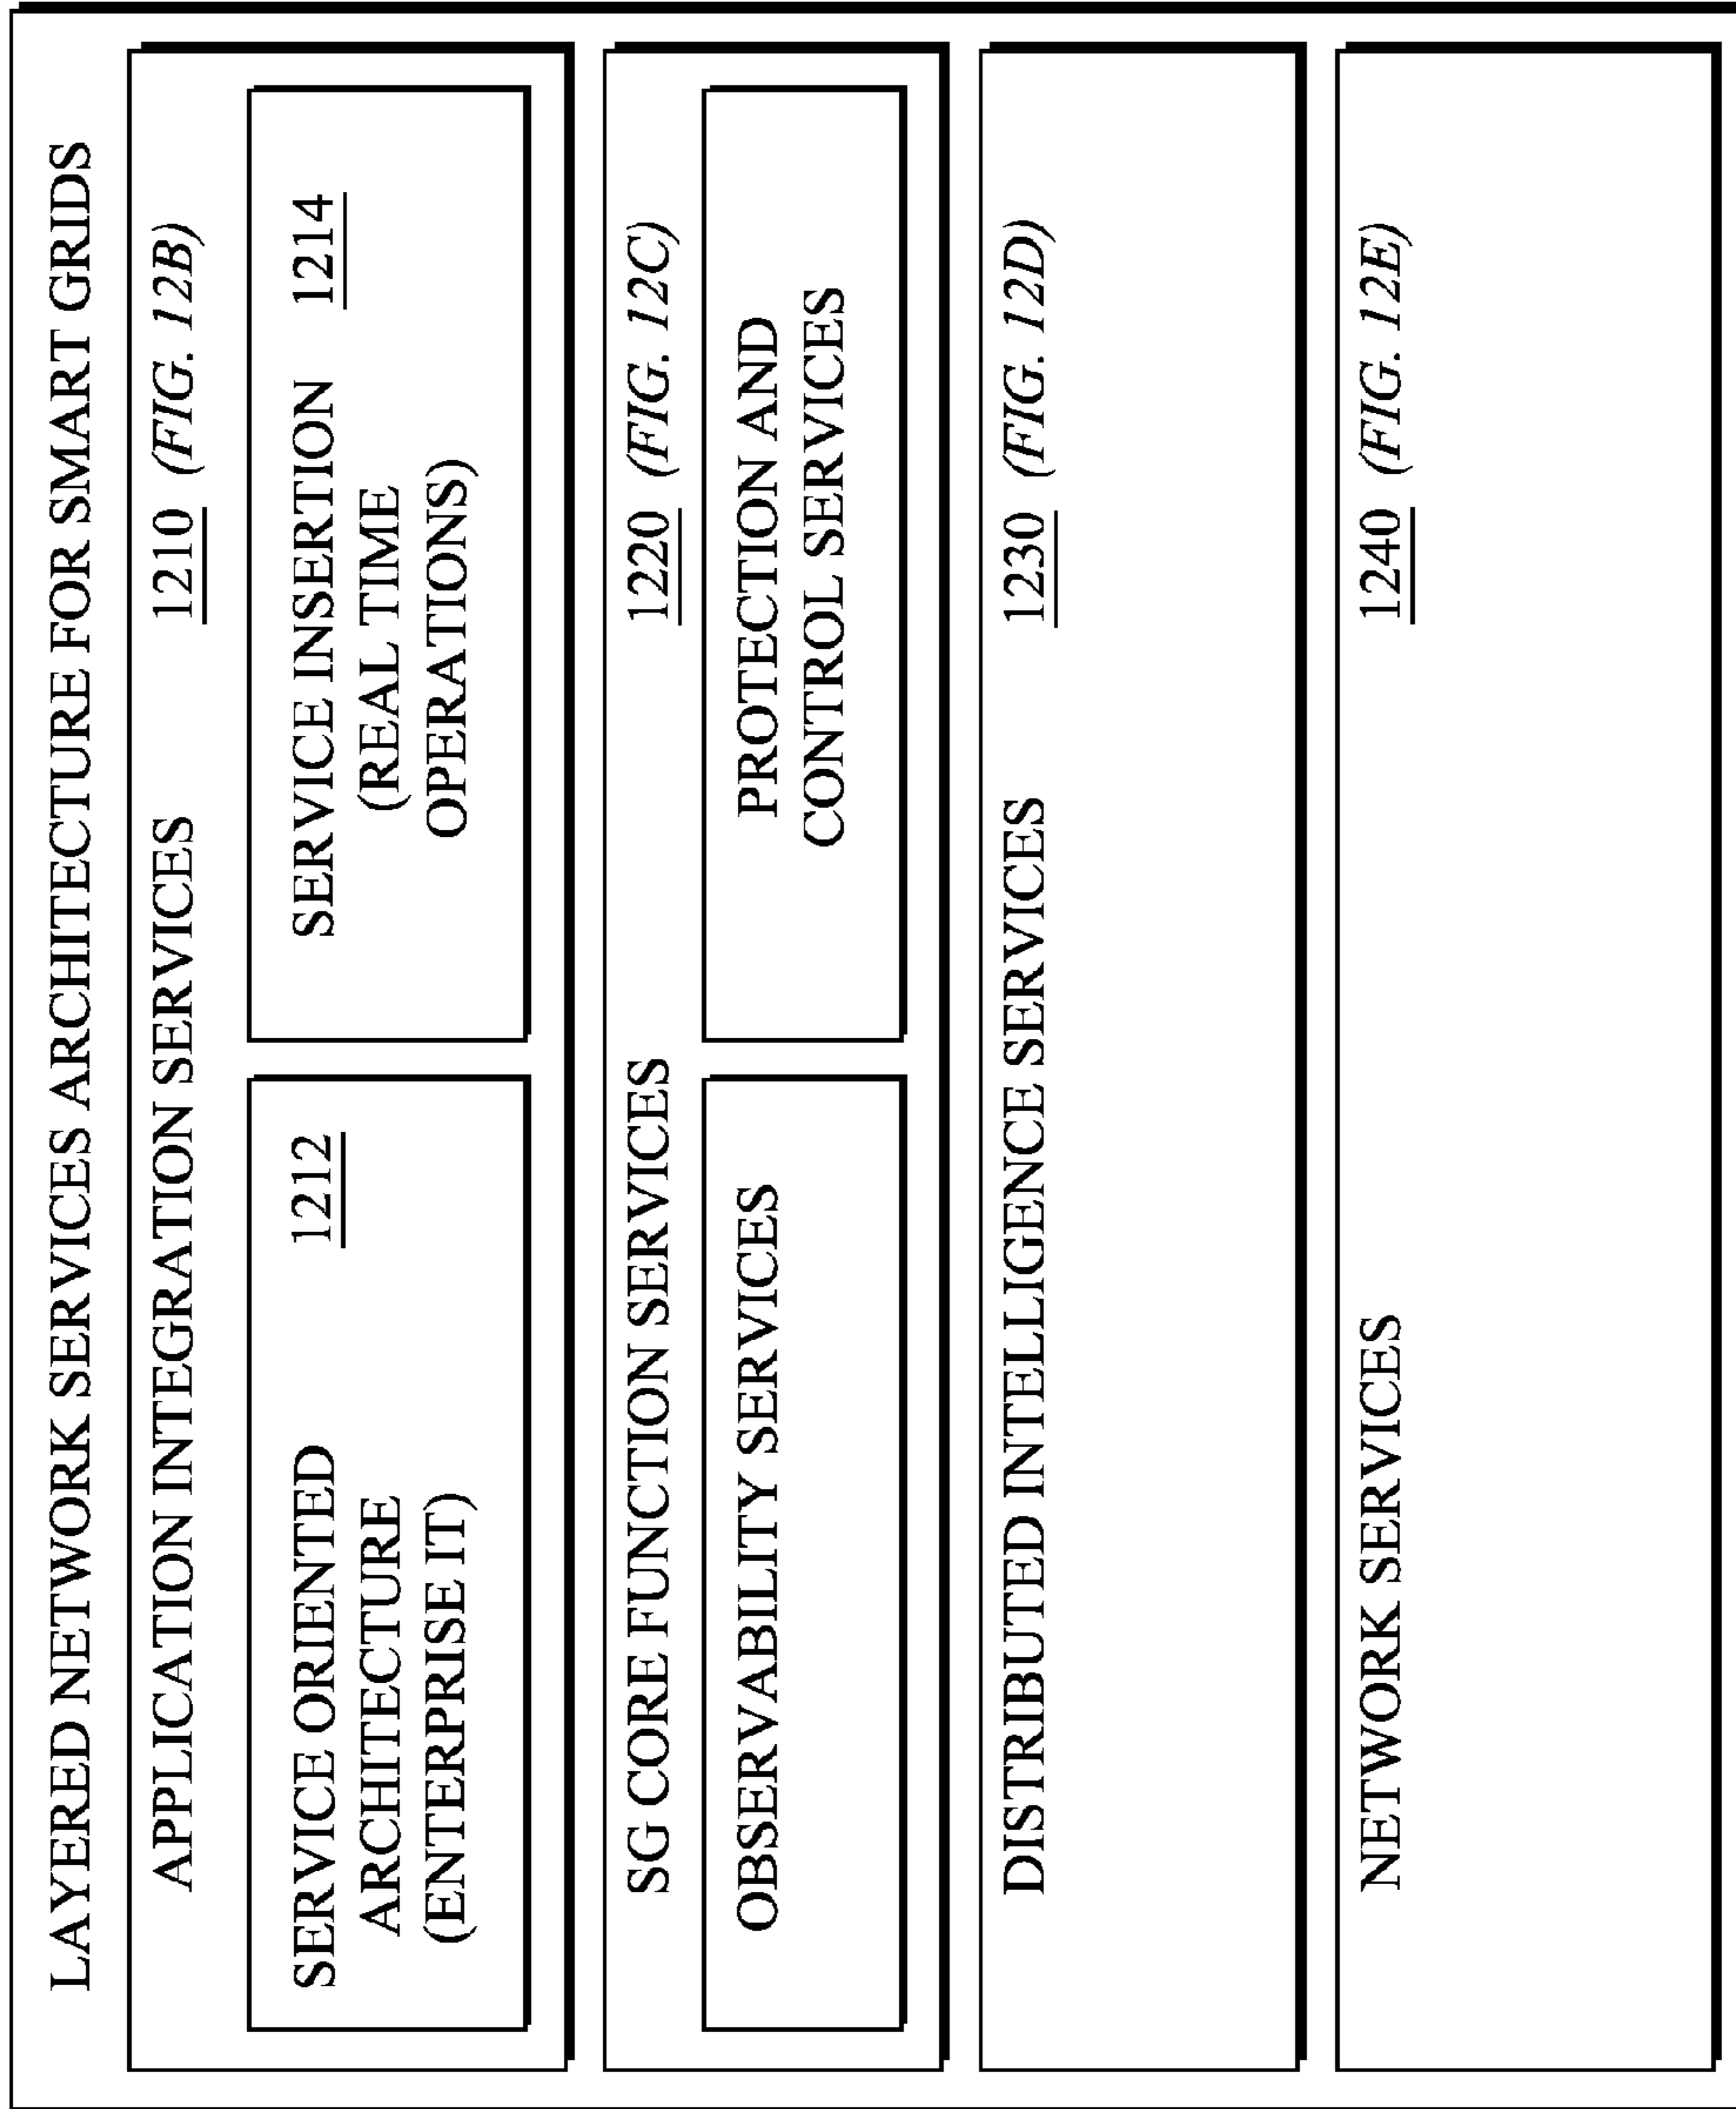 LAYERED NETWORK SERVICES ARCHITECTURE FOR SMART GRIDS
APPLICATION INTEGRATION SERVICES 1210 (FIG. 12B)
SERVICE ORIENTED 1212
ARCHITECTURE
(ENTERPRISE IT)
SERVICE INSERTION 1214
(REAL TIME
OPERATIONS)
SG CORE FUNCTION SERVICES 1220 (FIG. 12C)
OBSERVABILITY SERVICES
PROTECTION AND
CONTROL SERVICES
DISTRIBUTED INTELLIGENCE SERVICES 1230 (FIG. 12D)
NETWORK SERVICES 1240 (FIG. 12E)